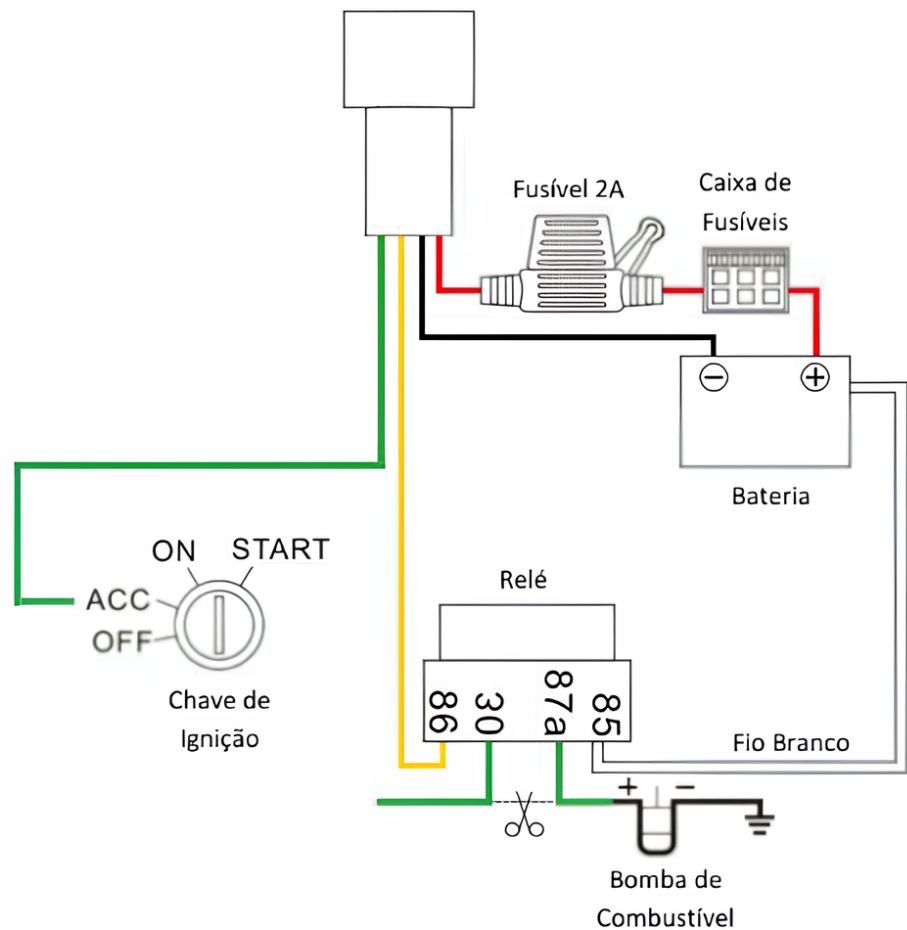 Fusível 2A
Caixa de
Fusíveis
Bateria
ON
START
ACC
OFF
Chave de
Ignição
Relé
86
30
87a
85
Fio Branco
+
−
Bomba de
Combustível